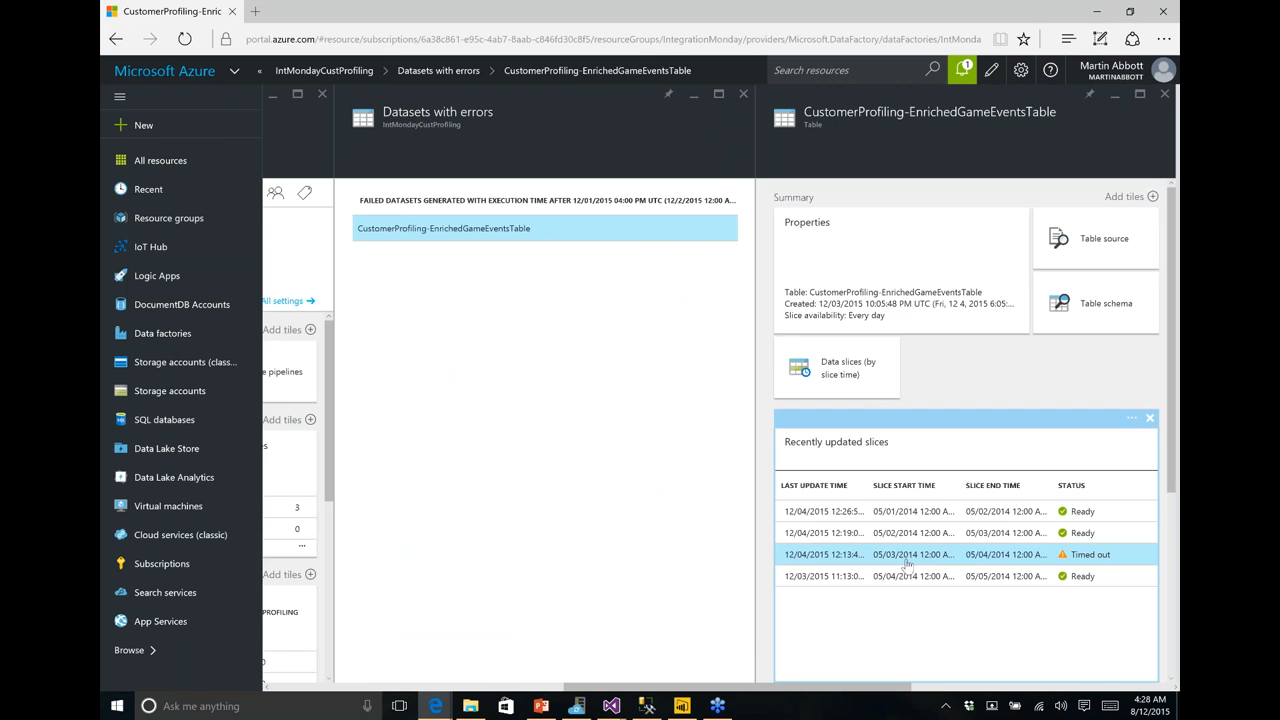 CustomerProfiling-Enric
portal.azure.com/#resource/subscriptions/6a38c861-e95c-4ab7-8aab-c846fd30c8f5/resourceGroups/IntegrationMonday/providers/Microsoft.DataFactory/dataFactories/IntMonda
Microsoft Azure
«
IntMondayCustProfiling
Datasets with errors
CustomerProfiling-EnrichedGameEventsTable
Search resources
1
Martin Abbott
MARTINABBOTT
New
All resources
Recent
Resource groups
IoT Hub
Logic Apps
DocumentDB Accounts
Data factories
Storage accounts (class...
Storage accounts
SQL databases
Data Lake Store
Data Lake Analytics
Virtual machines
Cloud services (classic)
Subscriptions
Search services
App Services
Browse
All settings →
Add tiles
e pipelines
Add tiles
es
3
0
...
Add tiles
PROFILING
0
Datasets with errors
IntMondayCustProfiling
FAILED DATASETS GENERATED WITH EXECUTION TIME AFTER 12/01/2015 04:00 PM UTC (12/2/2015 12:00 A...
CustomerProfiling-EnrichedGameEventsTable
CustomerProfiling-EnrichedGameEventsTable
Table
Summary
Add tiles
Properties
Table: CustomerProfiling-EnrichedGameEventsTable
Created: 12/03/2015 10:05:48 PM UTC (Fri, 12 4, 2015 6:05:...
Slice availability: Every day
Table source
Table schema
Data slices (by
slice time)
...
Recently updated slices
LAST UPDATE TIME SLICE START TIME SLICE END TIME STATUS
12/04/2015 12:26:5... 05/01/2014 12:00 A... 05/02/2014 12:00 A... Ready
12/04/2015 12:19:0... 05/02/2014 12:00 A... 05/03/2014 12:00 A... Ready
12/04/2015 12:13:4... 05/03/2014 12:00 A... 05/04/2014 12:00 A... Timed out
12/03/2015 11:13:0... 05/04/2014 12:00 A... 05/05/2014 12:00 A... Ready
Ask me anything
4:28 AM
8/12/2015